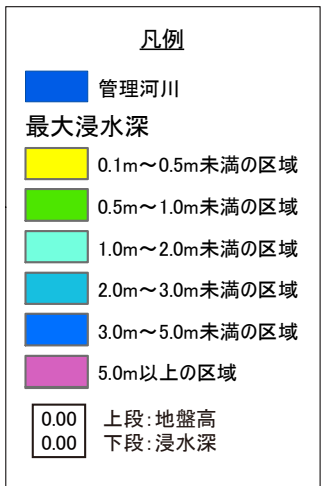 凡例
管理河川
最大浸水深
0.1m～0.5m未満の区域
0.5m～1.0m未満の区域
1.0m～2.0m未満の区域
2.0m～3.0m未満の区域
3.0m～5.0m未満の区域
5.0m以上の区域
0.00 上段:地盤高
0.00 下段:浸水深